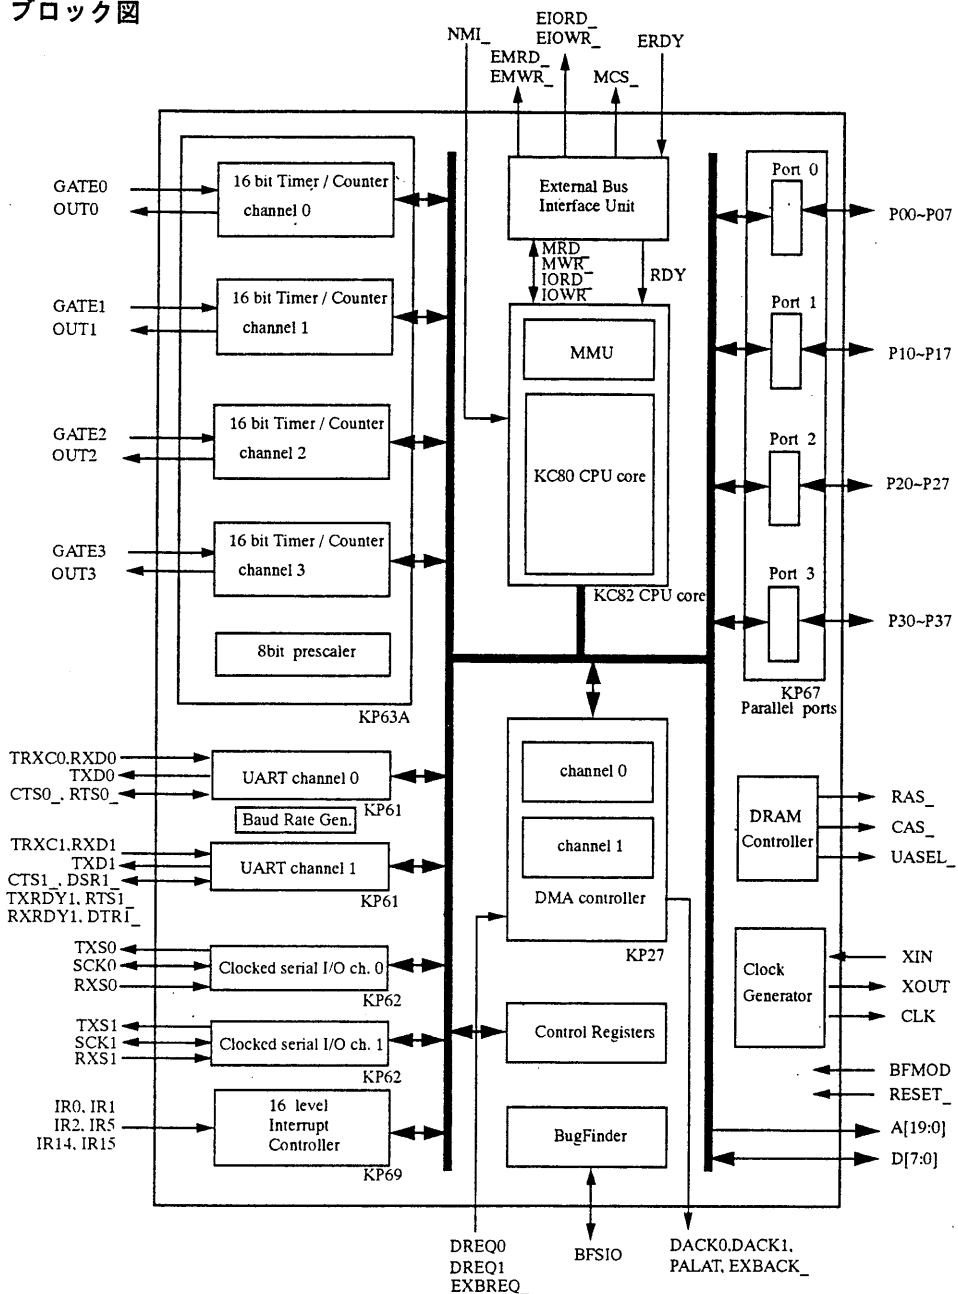 ブロック図
NMI_
EIORD_
EIOWR_
ERDY
EMRD_
EMWR_
MCS_
GATE0
OUT0
16 bit Timer / Counter
channel 0
External Bus
Interface Unit
Port 0
P00~P07
MRD_
MWR_
IORD_
IOWR_
RDY
GATE1
OUT1
16 bit Timer / Counter
channel 1
MMU
Port 1
P10~P17
GATE2
OUT2
16 bit Timer / Counter
channel 2
KC80 CPU core
Port 2
P20~P27
GATE3
OUT3
16 bit Timer / Counter
channel 3
KC82 CPU core
Port 3
P30~P37
8bit prescaler
KP63A
KP67
Parallel ports
TRXC0,RXD0
TXD0
CTS0_, RTS0_
UART channel 0
KP61
Baud Rate Gen.
TRXC1,RXD1
TXD1
CTS1_, DSR1_
TXRDY1, RTS1_
RXRDY1, DTR1_
UART channel 1
KP61
channel 0
channel 1
DMA controller
KP27
DRAM
Controller
RAS_
CAS_
UASEL_
TXS0
SCK0
RXS0
Clocked serial I/O ch. 0
KP62
TXS1
SCK1
RXS1
Clocked serial I/O ch. 1
KP62
Control Registers
Clock
Generator
XIN
XOUT
CLK
BFMOD
RESET_
IR0, IR1
IR2, IR5
IR14, IR15
16 level
Interrupt
Controller
KP69
BugFinder
A[19:0]
D[7:0]
DREQ0
DREQ1
EXBREQ_
BFSIO
DACK0,DACK1,
PALAT, EXBACK_